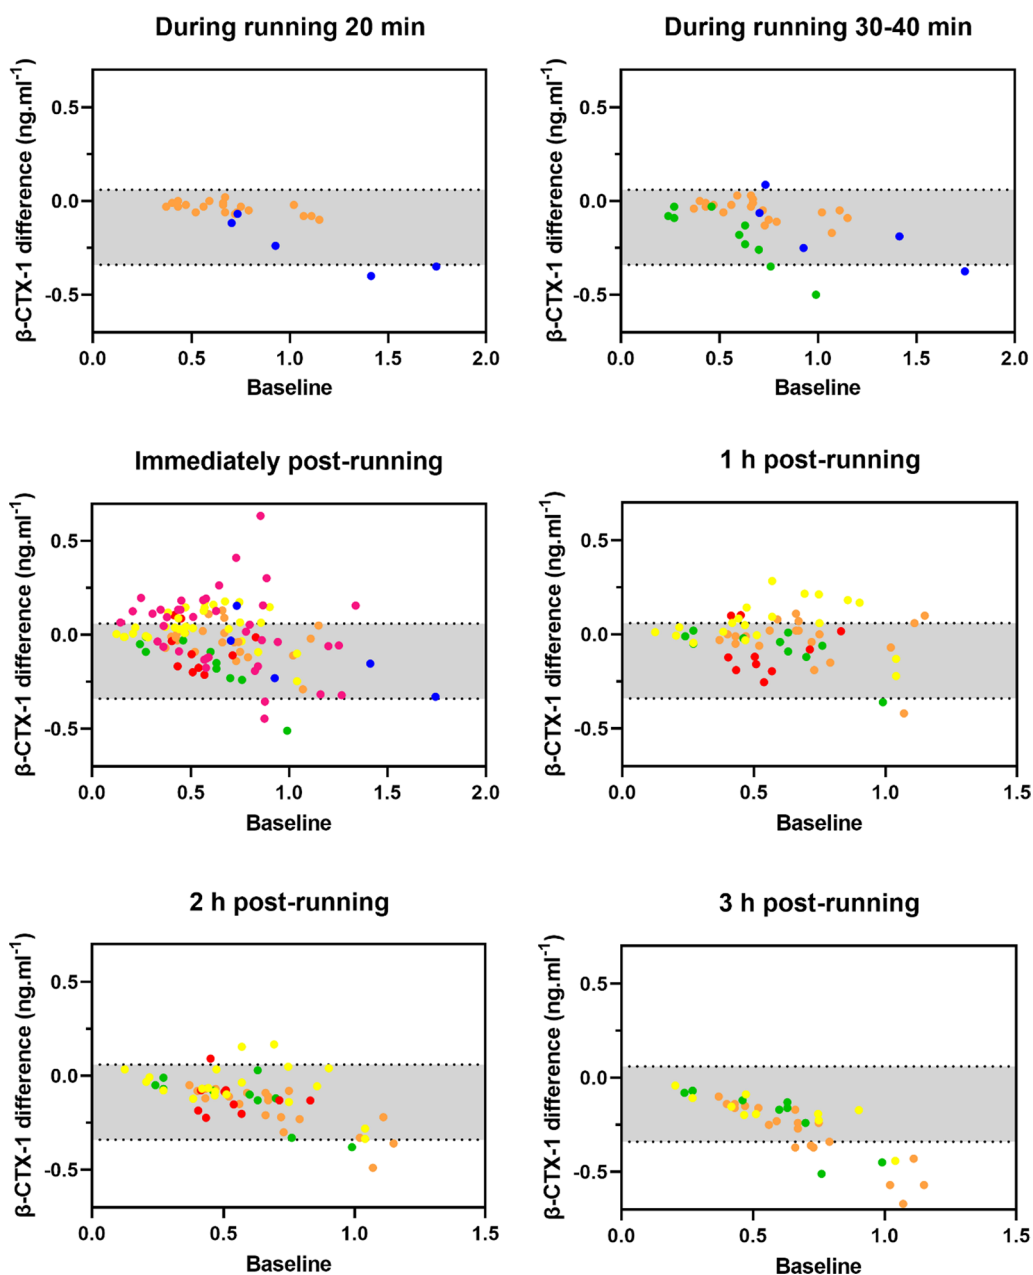 During running 20 min
β-CTX-1 difference (ng.ml⁻¹)
0.5
0.0
-0.5
0.0 0.5 1.0 1.5 2.0
Baseline
During running 30-40 min
β-CTX-1 difference (ng.ml⁻¹)
0.5
0.0
-0.5
0.0 0.5 1.0 1.5 2.0
Baseline
Immediately post-running
β-CTX-1 difference (ng.ml⁻¹)
0.5
0.0
-0.5
0.0 0.5 1.0 1.5 2.0
Baseline
1 h post-running
β-CTX-1 difference (ng.ml⁻¹)
0.5
0.0
-0.5
0.0 0.5 1.0 1.5
Baseline
2 h post-running
β-CTX-1 difference (ng.ml⁻¹)
0.5
0.0
-0.5
0.0 0.5 1.0 1.5
Baseline
3 h post-running
β-CTX-1 difference (ng.ml⁻¹)
0.5
0.0
-0.5
0.0 0.5 1.0 1.5
Baseline